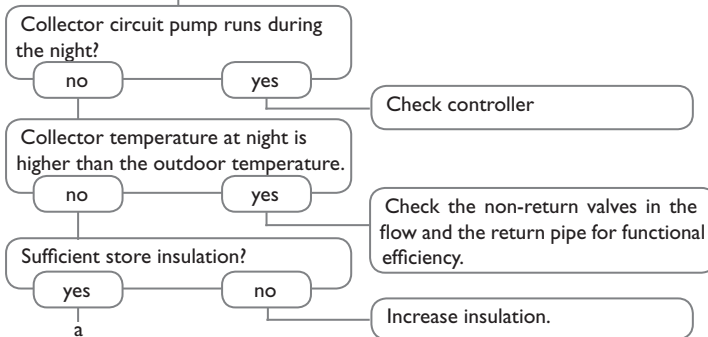 Collector circuit pump runs during
the night?
no
yes
Check controller
Collector temperature at night is
higher than the outdoor temperature.
no
yes
Check the non-return valves in the
flow and the return pipe for functional
efficiency.
Sufficient store insulation?
yes
no
Increase insulation.
a